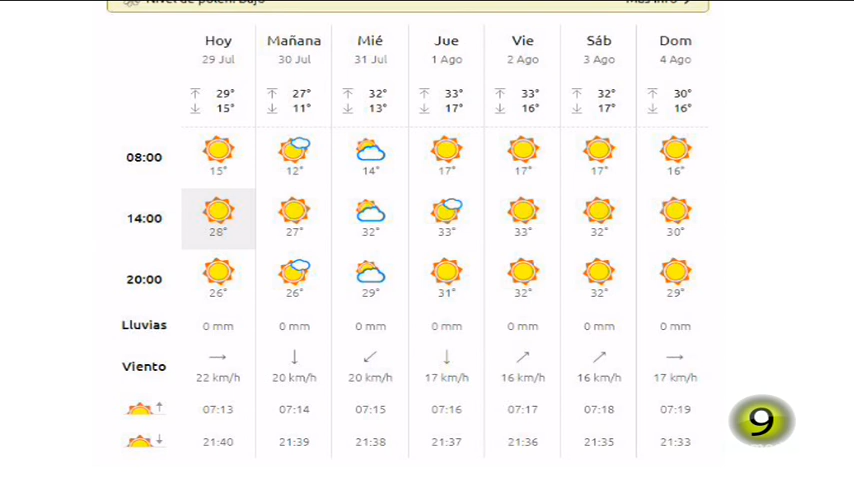 Nivel de polen: Bajo Más info
Hoy Mañana Mié Jue Vie Sáb Dom
29 Jul 30 Jul 31 Jul 1 Ago 2 Ago 3 Ago 4 Ago
29° 27° 32° 33° 33° 32° 30°
15° 11° 13° 17° 16° 17° 16°
08:00
15° 12° 14° 17° 17° 17° 16°
14:00
28° 27° 32° 33° 33° 32° 30°
20:00
26° 26° 29° 31° 32° 32° 29°
Lluvias 0 mm 0 mm 0 mm 0 mm 0 mm 0 mm 0 mm
Viento
22 km/h 20 km/h 20 km/h 17 km/h 16 km/h 16 km/h 17 km/h
07:13 07:14 07:15 07:16 07:17 07:18 07:19
21:40 21:39 21:38 21:37 21:36 21:35 21:33
9